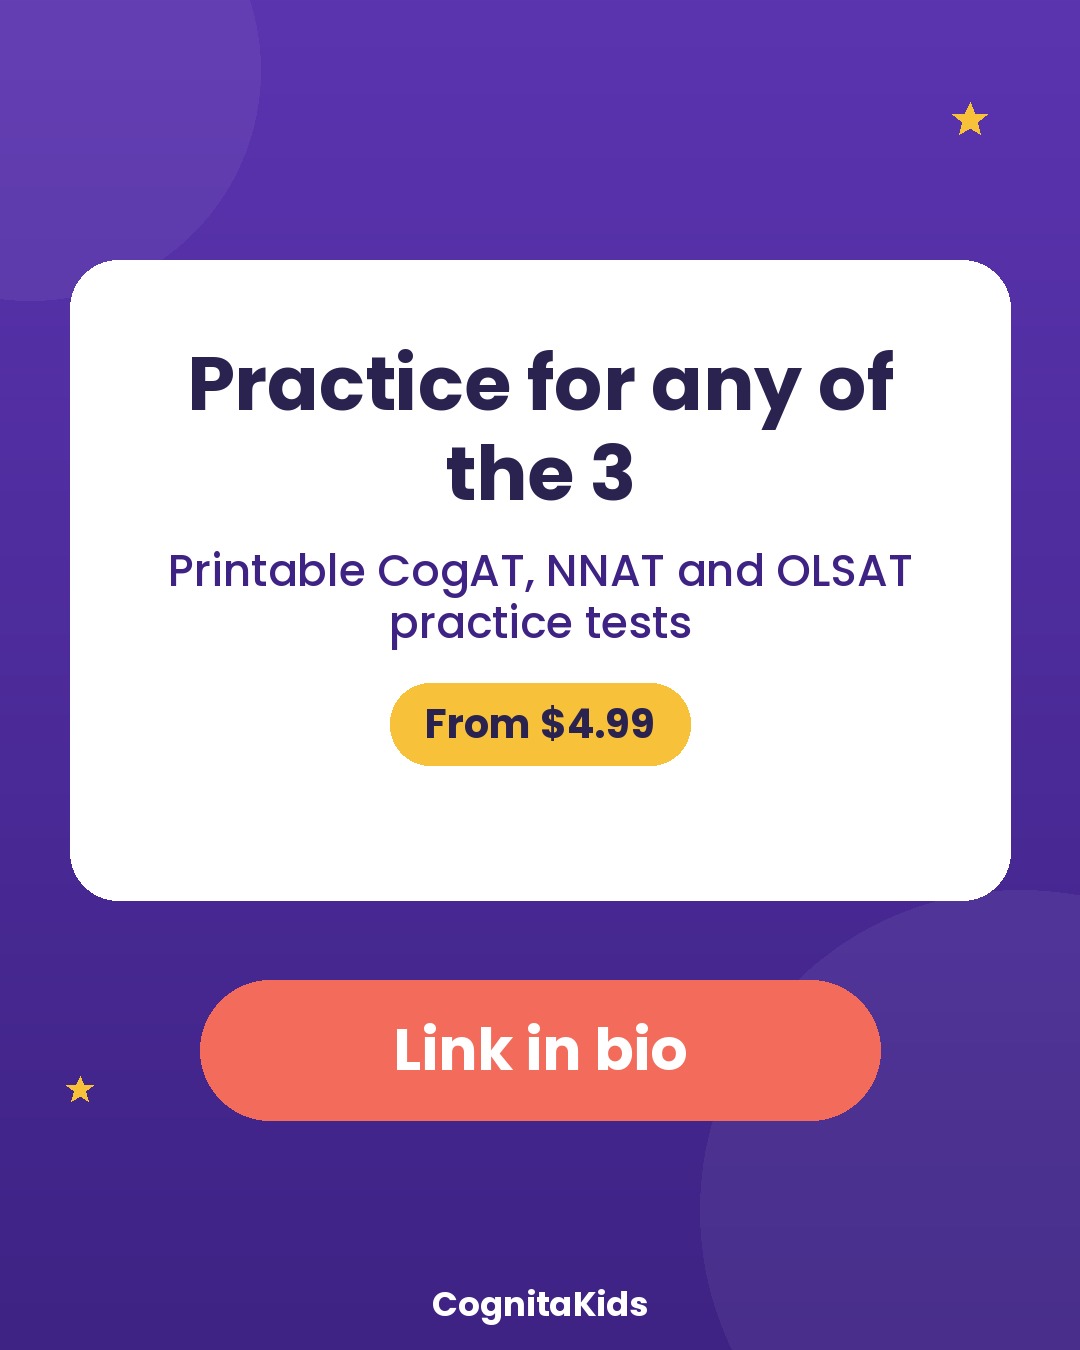 Practice for any of
the 3
Printable CogAT, NNAT and OLSAT
practice tests
From $4.99
Link in bio
CognitaKids